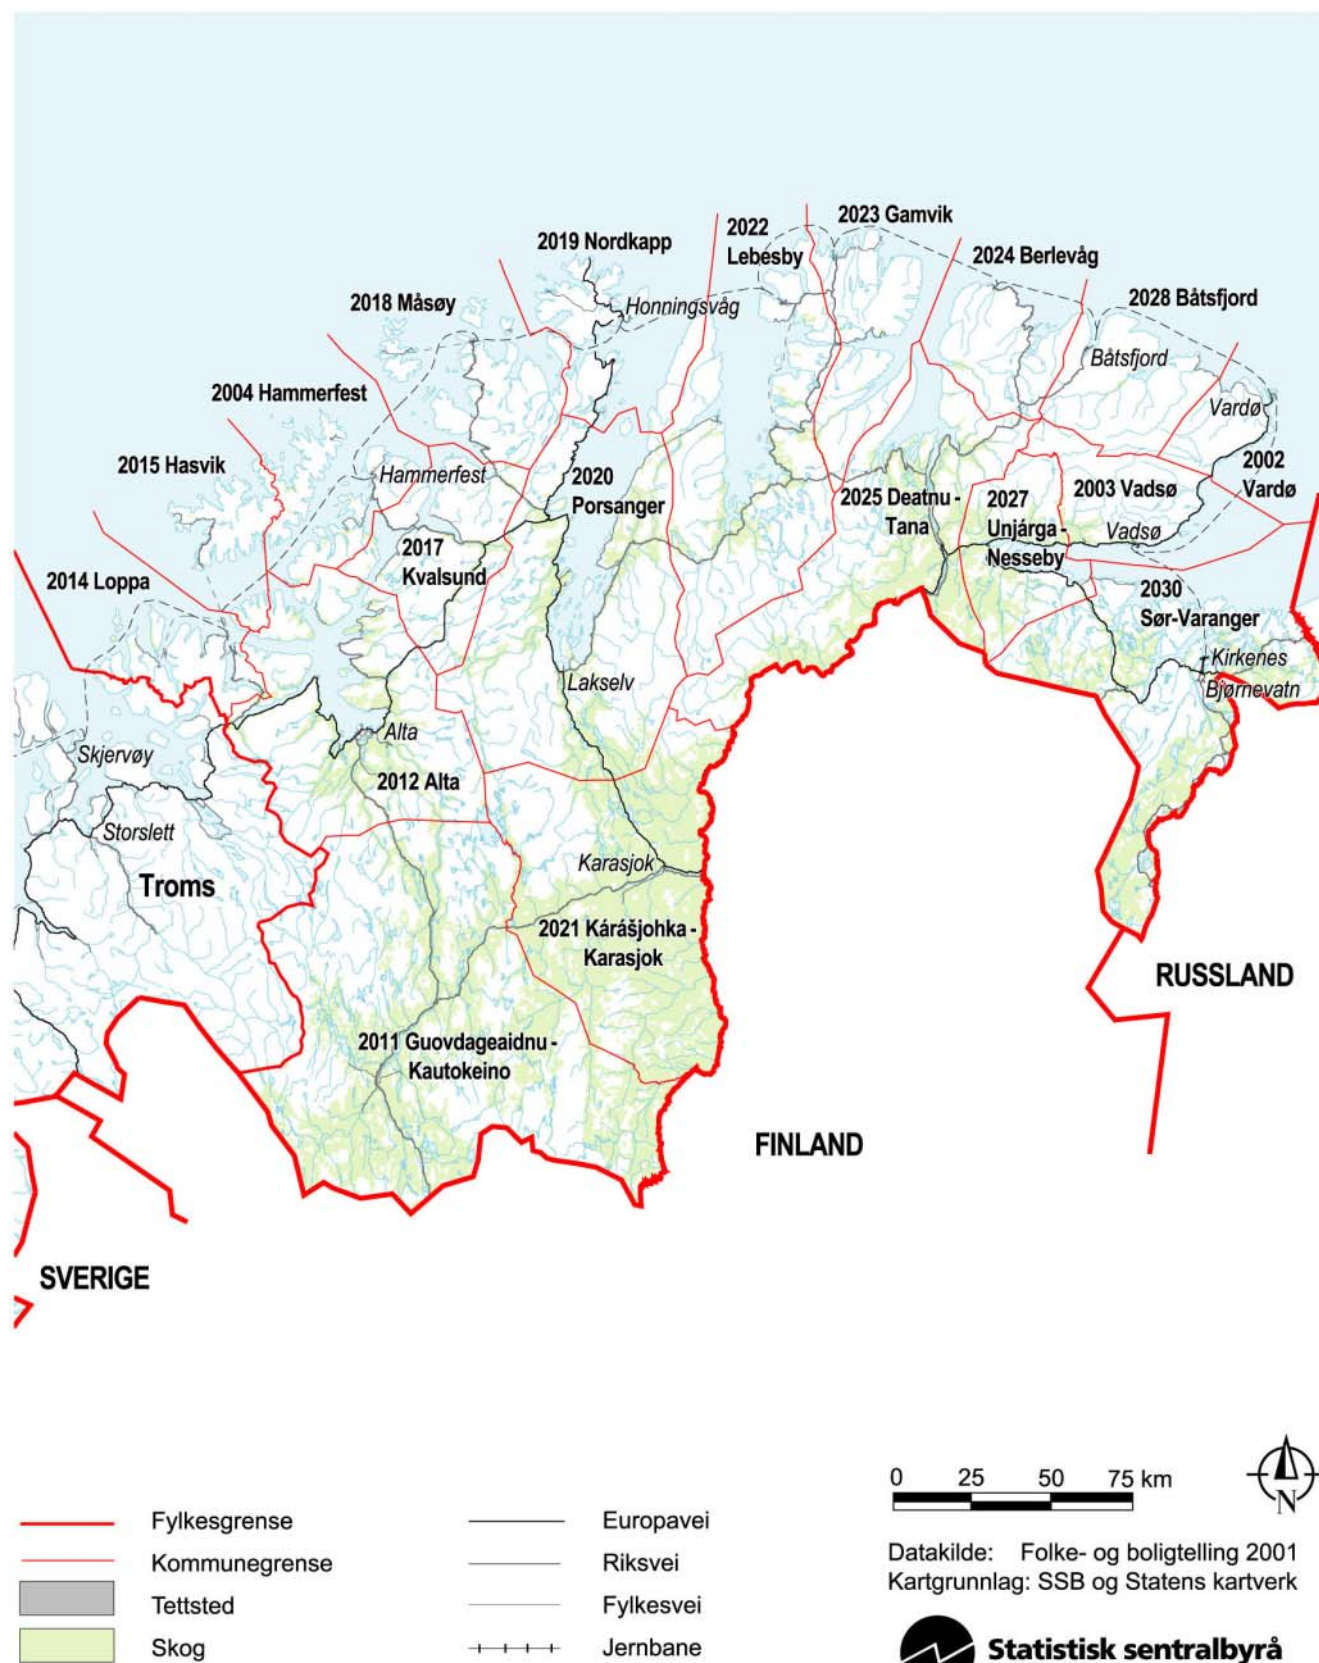 2023 Gamvik
2022
Lebesby
2019 Nordkapp
2024 Berlevåg
2018 Måsøy
Honningsvåg
2028 Båtsfjord
Båtsfjord
2004 Hammerfest
Vardø
2015 Hasvik
Hammerfest
2020
Porsanger
2002
Vardø
2025 Deatnu -
Tana
2027
Unjárga -
Nesseby
2003 Vadsø
Vadsø
2017
Kvalsund
2014 Loppa
2030
Sør-Varanger
Kirkenes
Bjørnevatn
Lakselv
Alta
Skjervøy
2012 Alta
Storslett
Karasjok
Troms
2021 Kárášjohka -
Karasjok
RUSSLAND
2011 Guovdageaidnu -
Kautokeino
FINLAND
SVERIGE
0 25 50 75 km
N
Fylkesgrense
Kommunegrense
Tettsted
Skog
Europavei
Riksvei
Fylkesvei
Jernbane
Datakilde: Folke- og boligtelling 2001
Kartgrunnlag: SSB og Statens kartverk
Statistisk sentralbyrå